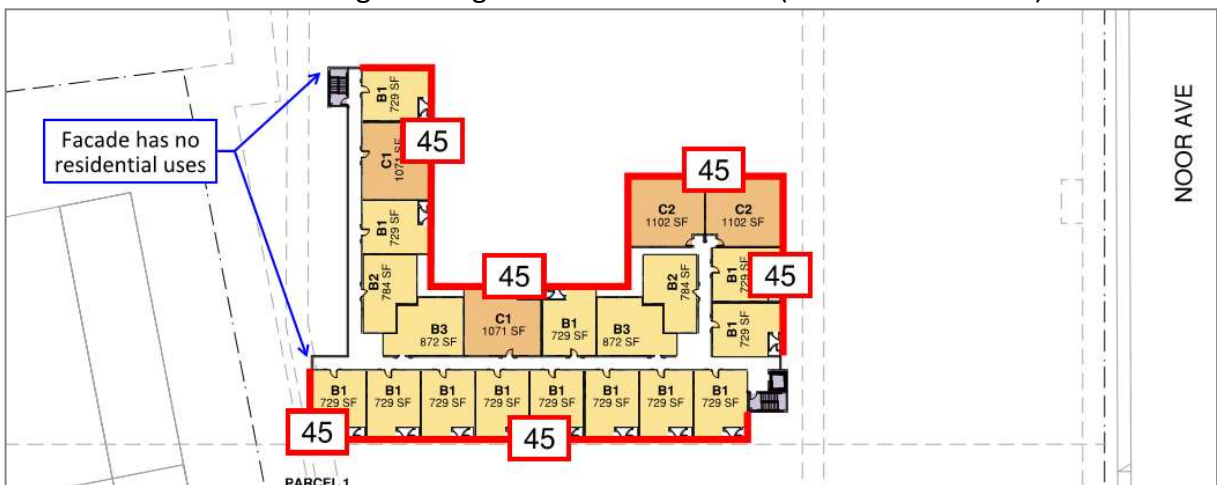 B1
729 SF
45
C1
1071 SF
Facade has no
residential uses
NOOR AVE
45
C2
1102 SF
C2
1102 SF
B1
729 SF
B2
784 SF
45
B2
784 SF
B1
729 SF
45
B3
872 SF
C1
1071 SF
B1
729 SF
B3
872 SF
B1
729 SF
B1
729 SF
B1
729 SF
B1
729 SF
B1
729 SF
B1
729 SF
B1
729 SF
B1
729 SF
B1
729 SF
45
45
PARCEL 1